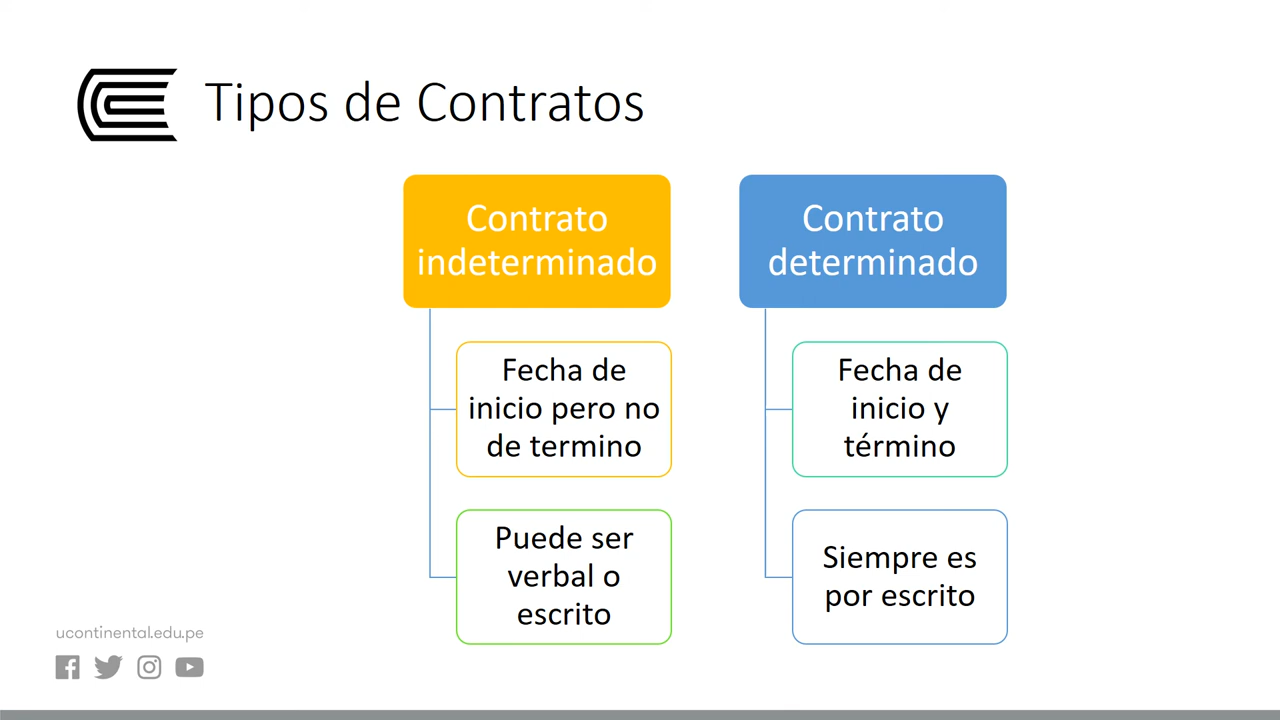 Tipos de Contratos
Contrato
indeterminado
Fecha de
inicio pero no
de termino
Puede ser
verbal o
escrito
Contrato
determinado
Fecha de
inicio y
término
Siempre es
por escrito
ucontinental.edu.pe